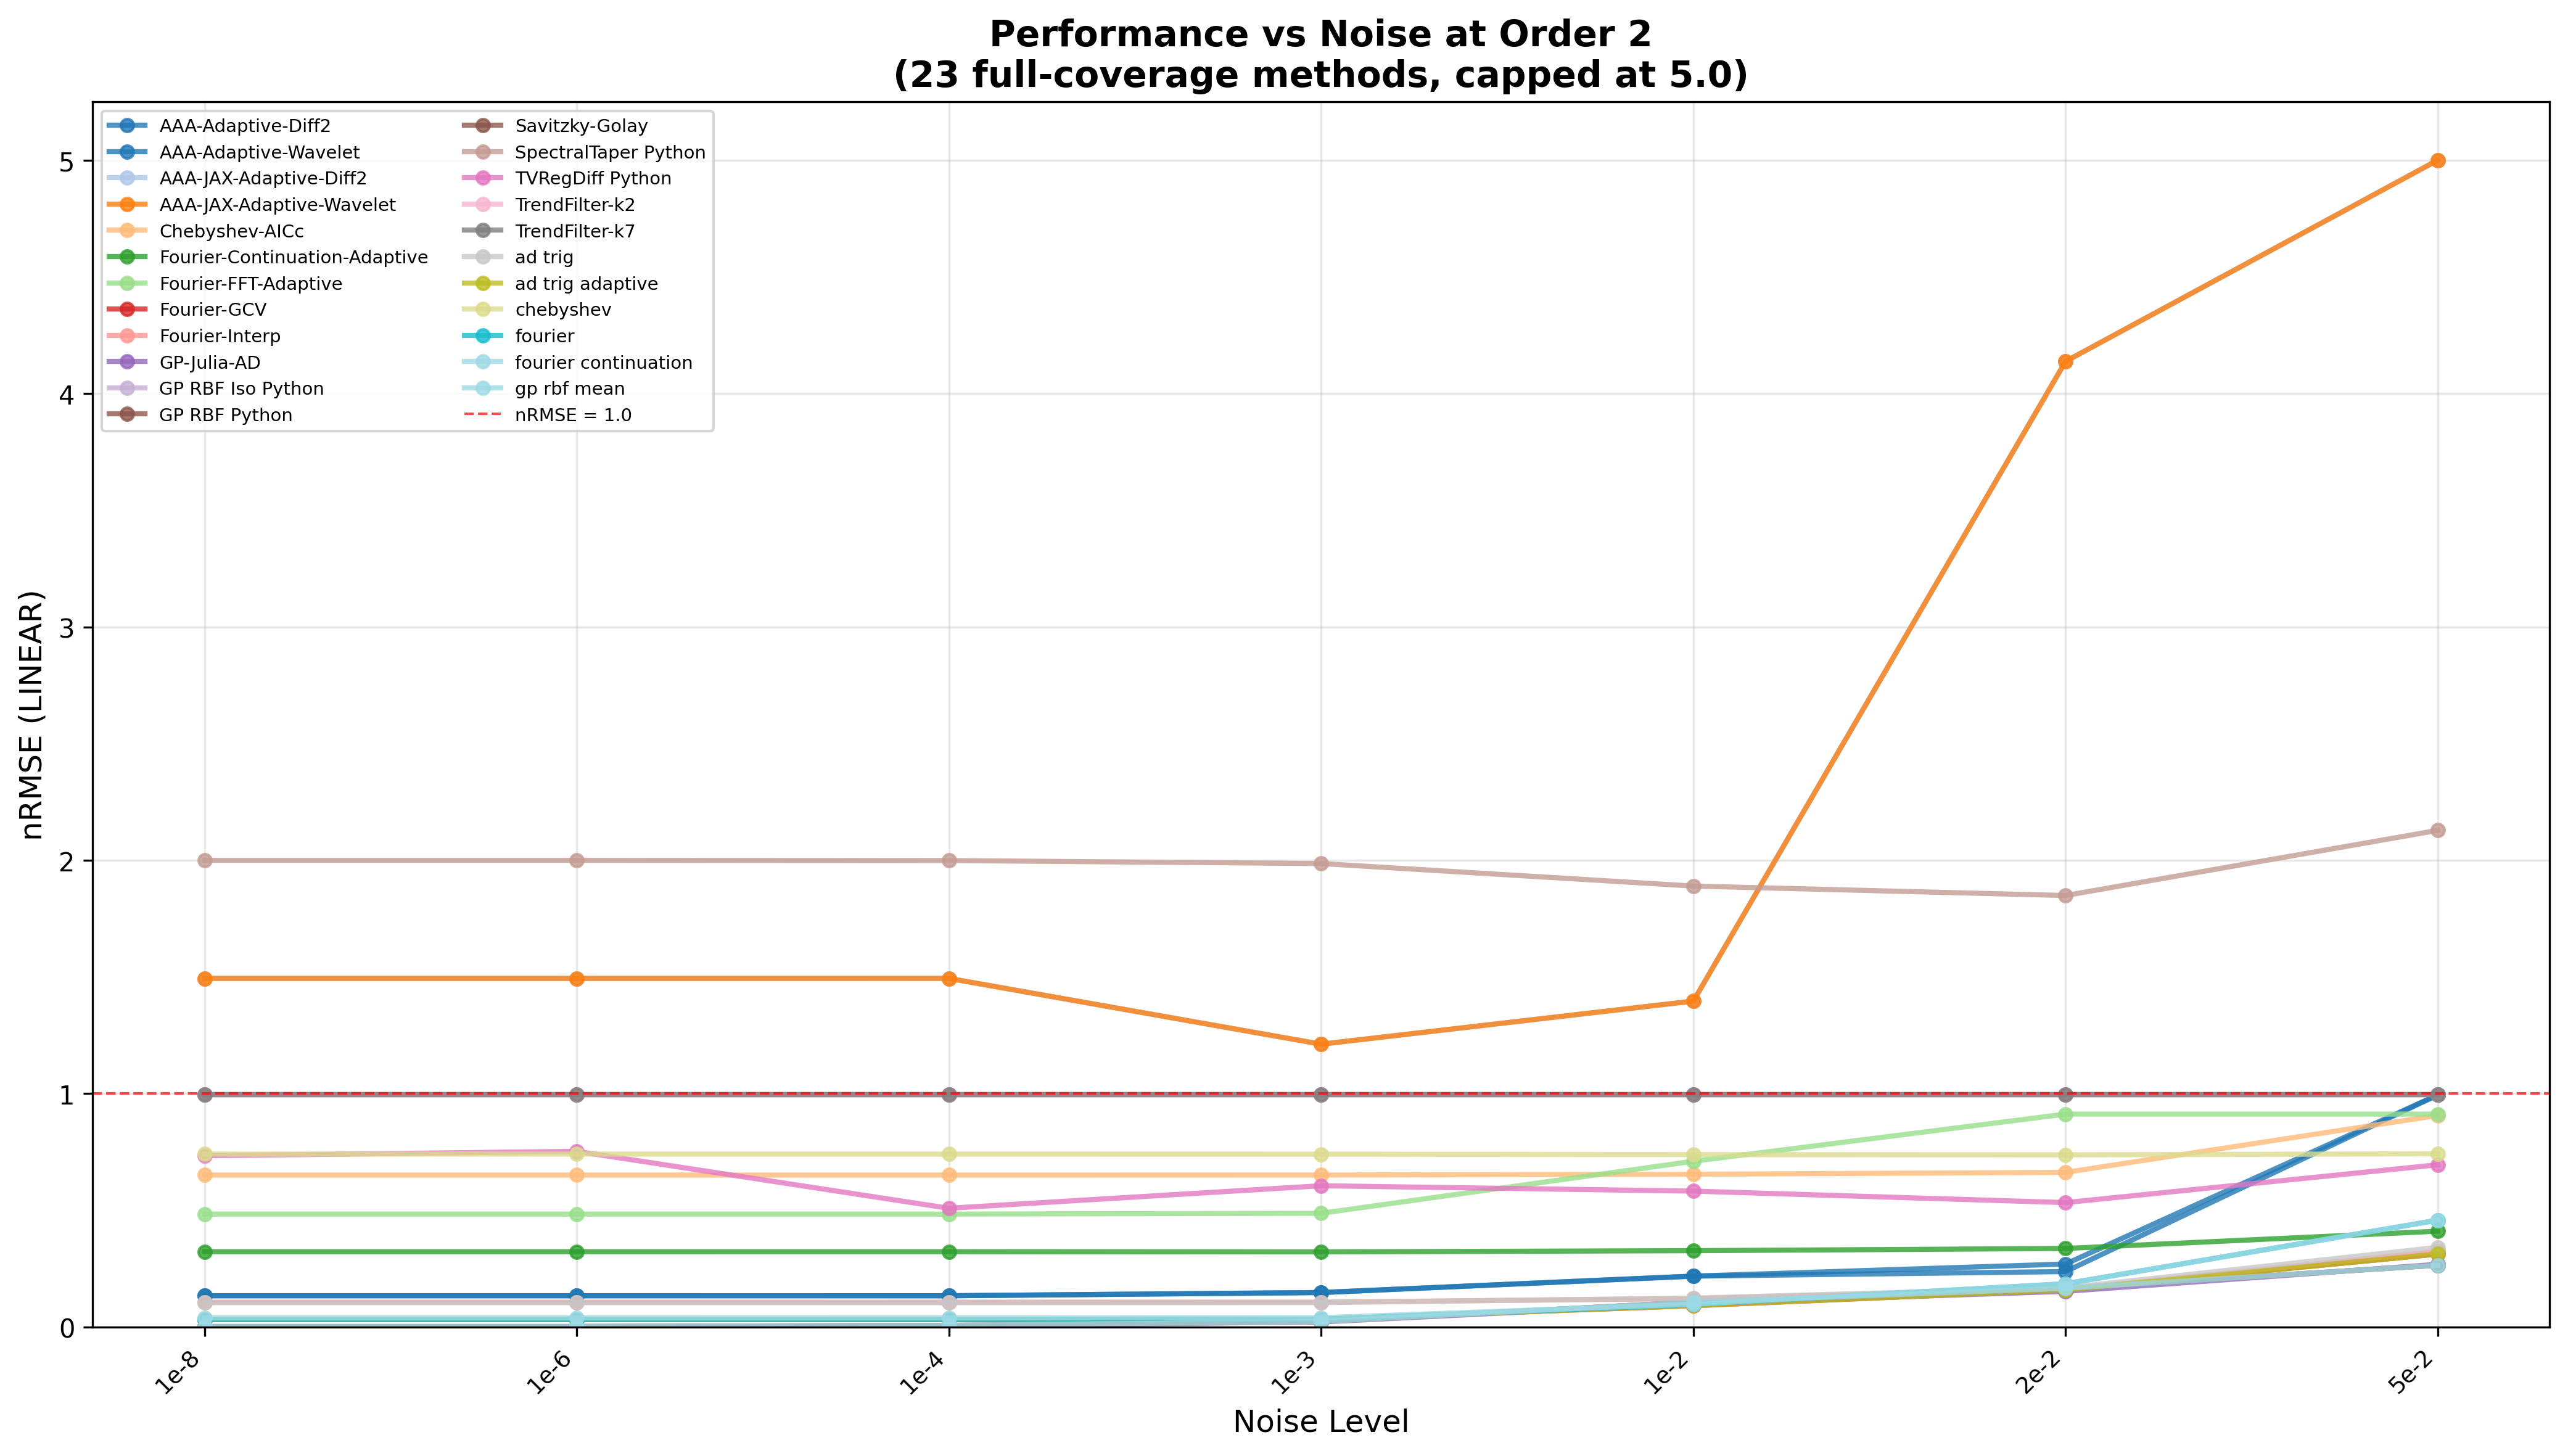 Performance vs Noise at Order 2
(23 full-coverage methods, capped at 5.0)
AAA-Adaptive-Diff2
AAA-Adaptive-Wavelet
AAA-JAX-Adaptive-Diff2
AAA-JAX-Adaptive-Wavelet
Chebyshev-AICc
Fourier-Continuation-Adaptive
Fourier-FFT-Adaptive
Fourier-GCV
Fourier-Interp
GP-Julia-AD
GP RBF Iso Python
GP RBF Python
Savitzky-Golay
SpectralTaper Python
TVRegDiff Python
TrendFilter-k2
TrendFilter-k7
ad trig
ad trig adaptive
chebyshev
fourier
fourier continuation
gp rbf mean
nRMSE = 1.0
nRMSE (LINEAR)
5
4
3
2
1
0
1e-8
1e-6
1e-4
1e-3
1e-2
2e-2
5e-2
Noise Level